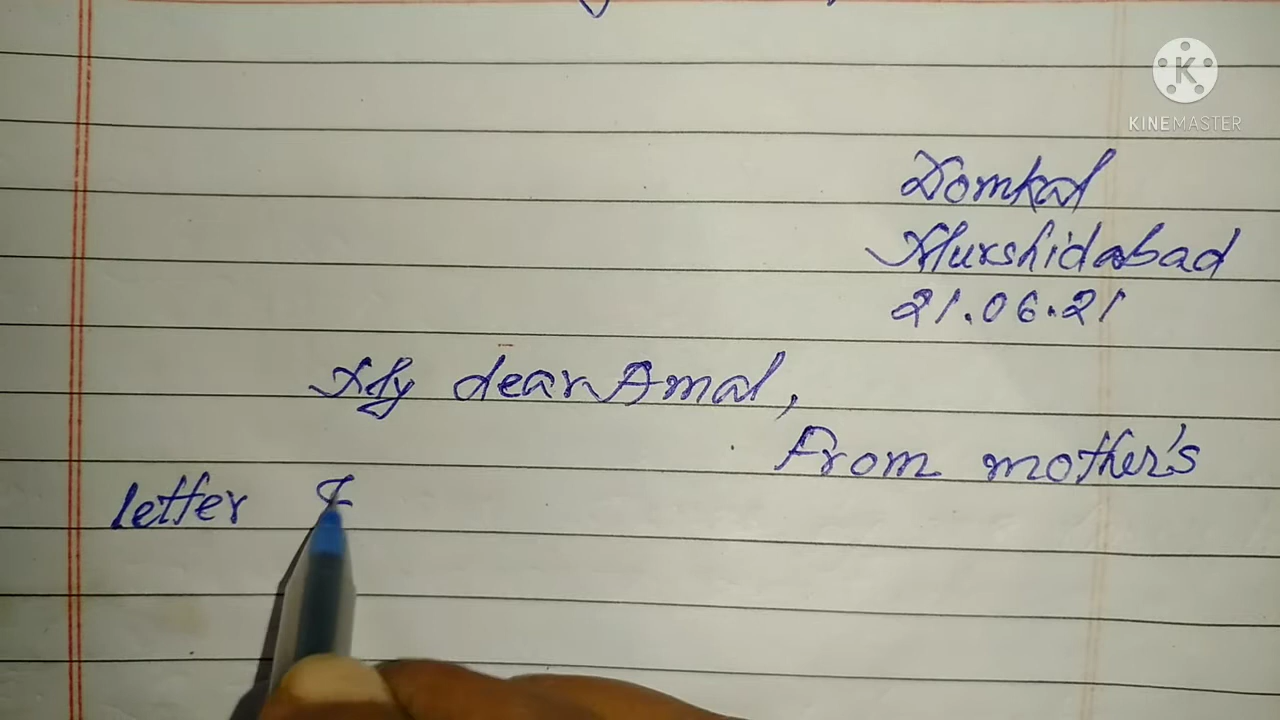 KINEMASTER
Domkal
Murshidabad
21.06.21
My dear Amal,
From mother's
letter I